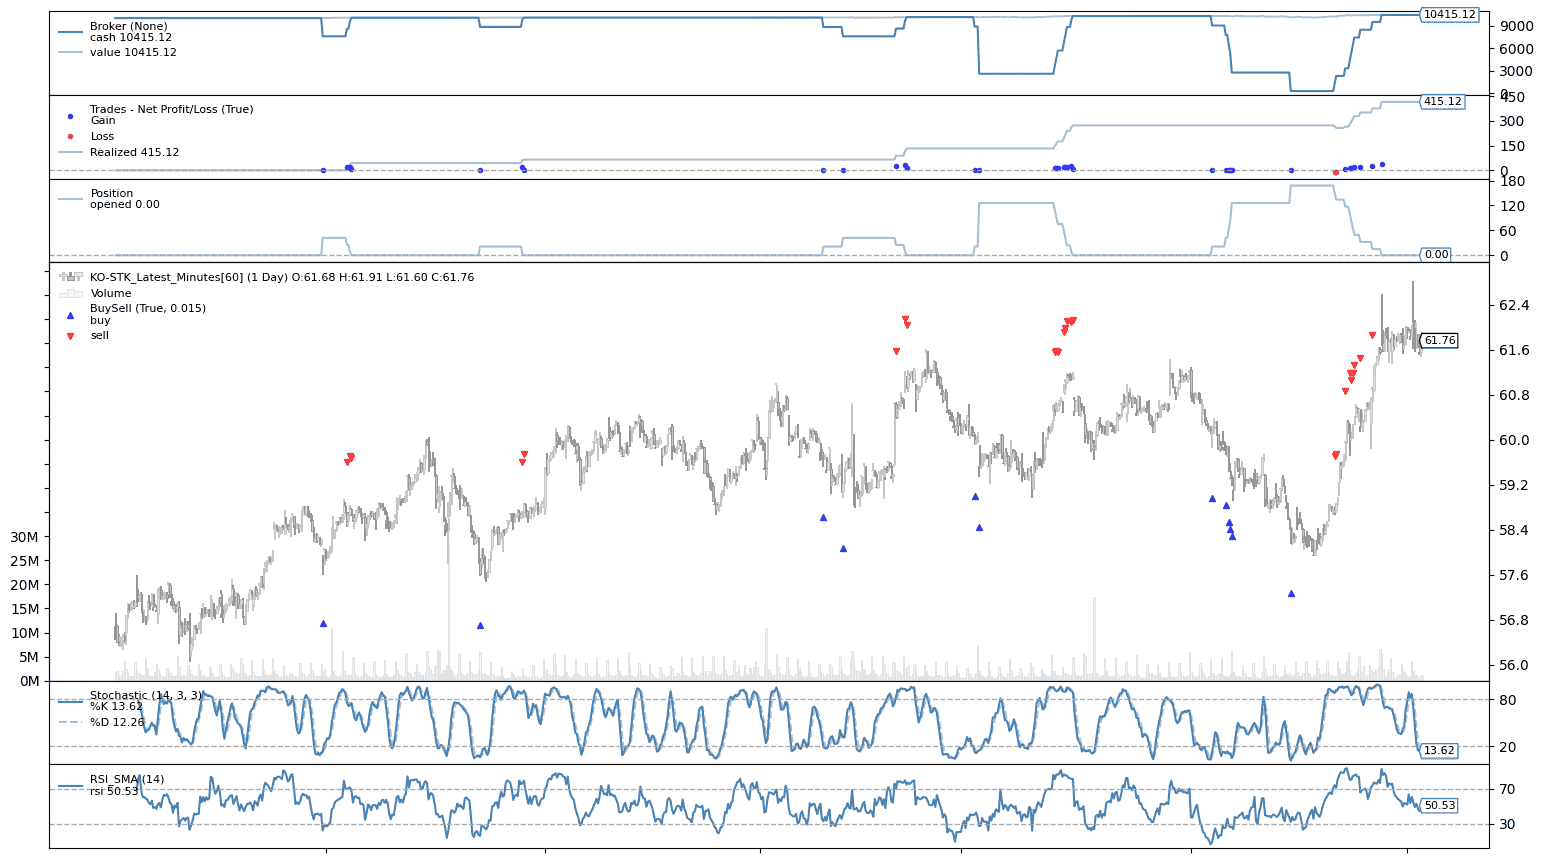 Broker (None)
cash 10415.12
value 10415.12
10415.12
9000
6000
3000
0
Trades - Net Profit/Loss (True)
Gain
Loss
Realized 415.12
415.12
450
300
150
0
Position
opened 0.00
0.00
180
120
60
0
KO-STK_Latest_Minutes[60] (1 Day) O:61.68 H:61.91 L:61.60 C:61.76
Volume
BuySell (True, 0.015)
buy
sell
61.76
62.4
61.6
60.8
60.0
59.2
58.4
57.6
56.8
56.0
30M
25M
20M
15M
10M
5M
0M
Stochastic (14, 3, 3)
%K 13.62
%D 12.26
80
20
13.62
RSI_SMA (14)
rsi 50.53
70
50.53
30